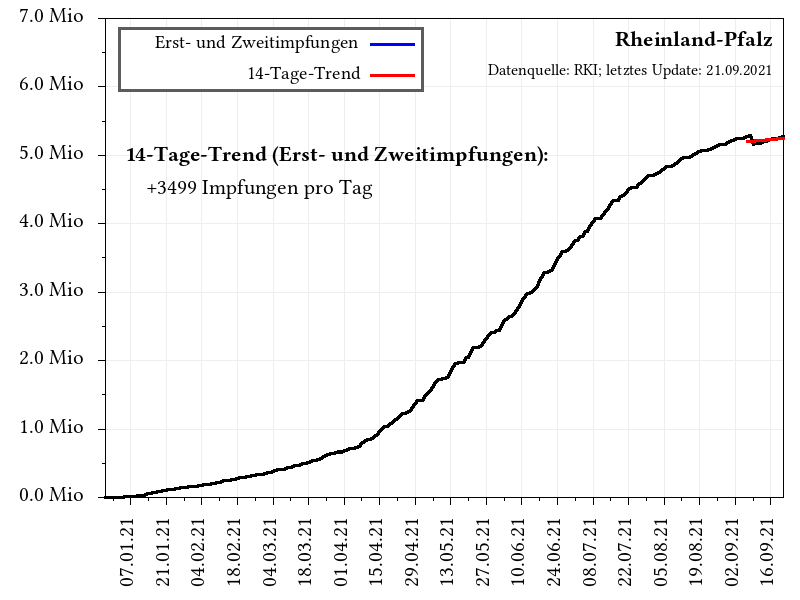 7.0 Mio
Erst- und Zweitimpfungen
Rheinland-Pfalz
14-Tage-Trend
Datenquelle: RKI; letztes Update: 21.09.2021
6.0 Mio
14-Tage-Trend (Erst- und Zweitimpfungen):
5.0 Mio
+3499 Impfungen pro Tag
4.0 Mio
3.0 Mio
2.0 Mio
1.0 Mio
0.0 Mio
07.01.21
21.01.21
04.02.21
18.02.21
04.03.21
18.03.21
01.04.21
15.04.21
29.04.21
13.05.21
27.05.21
10.06.21
24.06.21
08.07.21
22.07.21
05.08.21
19.08.21
02.09.21
16.09.21